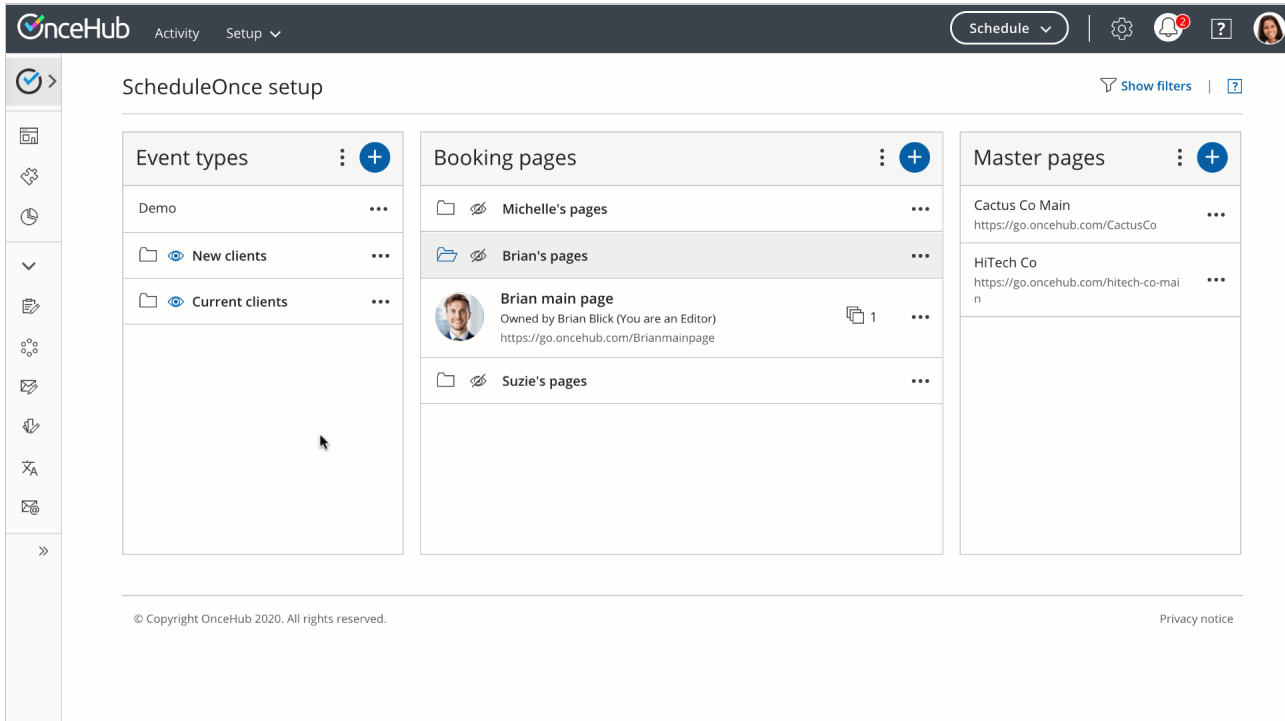 OnceHub
Activity
Setup
Schedule
2
?
ScheduleOnce setup
Show filters
|
?
Event types
Demo
New clients
Current clients
Booking pages
Michelle's pages
Brian's pages
Brian main page
Owned by Brian Blick (You are an Editor)
https://go.oncehub.com/Brianmainpage
1
Suzie's pages
Master pages
Cactus Co Main
https://go.oncehub.com/CactusCo
HiTech Co
https://go.oncehub.com/hitech-co-mai
n
© Copyright OnceHub 2020. All rights reserved.
Privacy notice